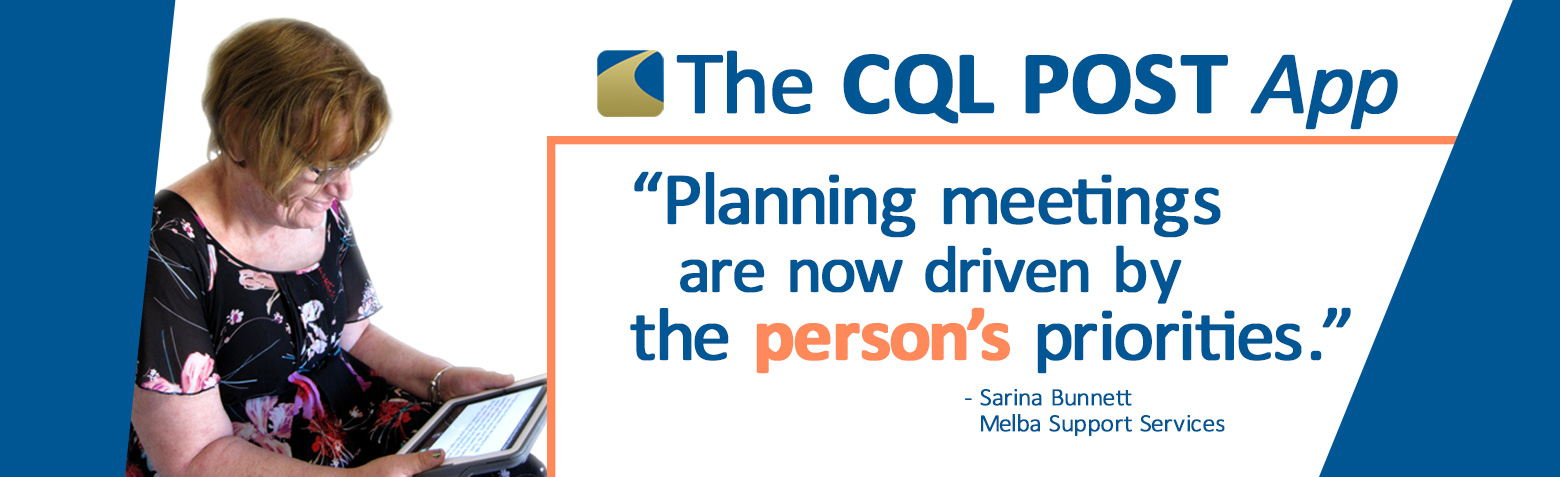 The CQL POST App
“Planning meetings
are now driven by
the person’s priorities.”
- Sarina Bunnett
Melba Support Services